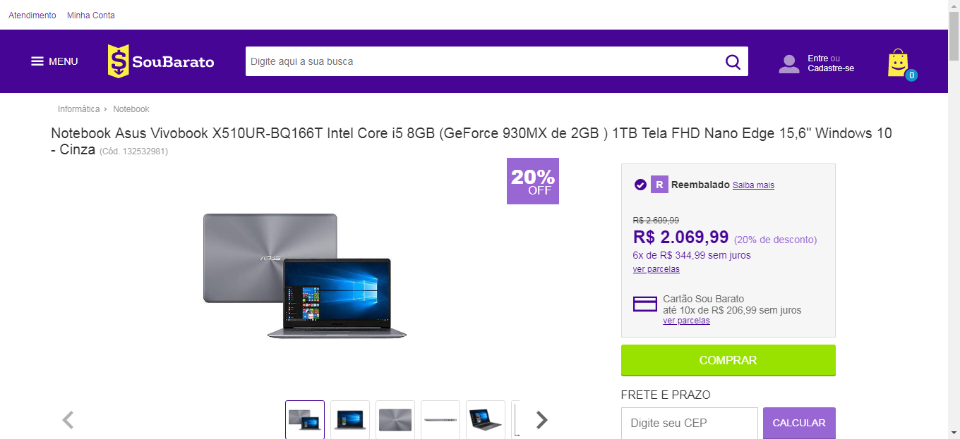 Atendimento Minha Conta
MENU
SouBarato
Digite aqui a sua busca
Entre ou
Cadastre-se
0
Informática › Notebook
Notebook Asus Vivobook X510UR-BQ166T Intel Core i5 8GB (GeForce 930MX de 2GB ) 1TB Tela FHD Nano Edge 15,6" Windows 10
- Cinza (Cód. 132532981)
20%
OFF
R Reembalado Saiba mais
R$ 2.609,99
R$ 2.069,99 (20% de desconto)
6x de R$ 344,99 sem juros
ver parcelas
Cartão Sou Barato
até 10x de R$ 206,99 sem juros
ver parcelas
COMPRAR
FRETE E PRAZO
Digite seu CEP
CALCULAR